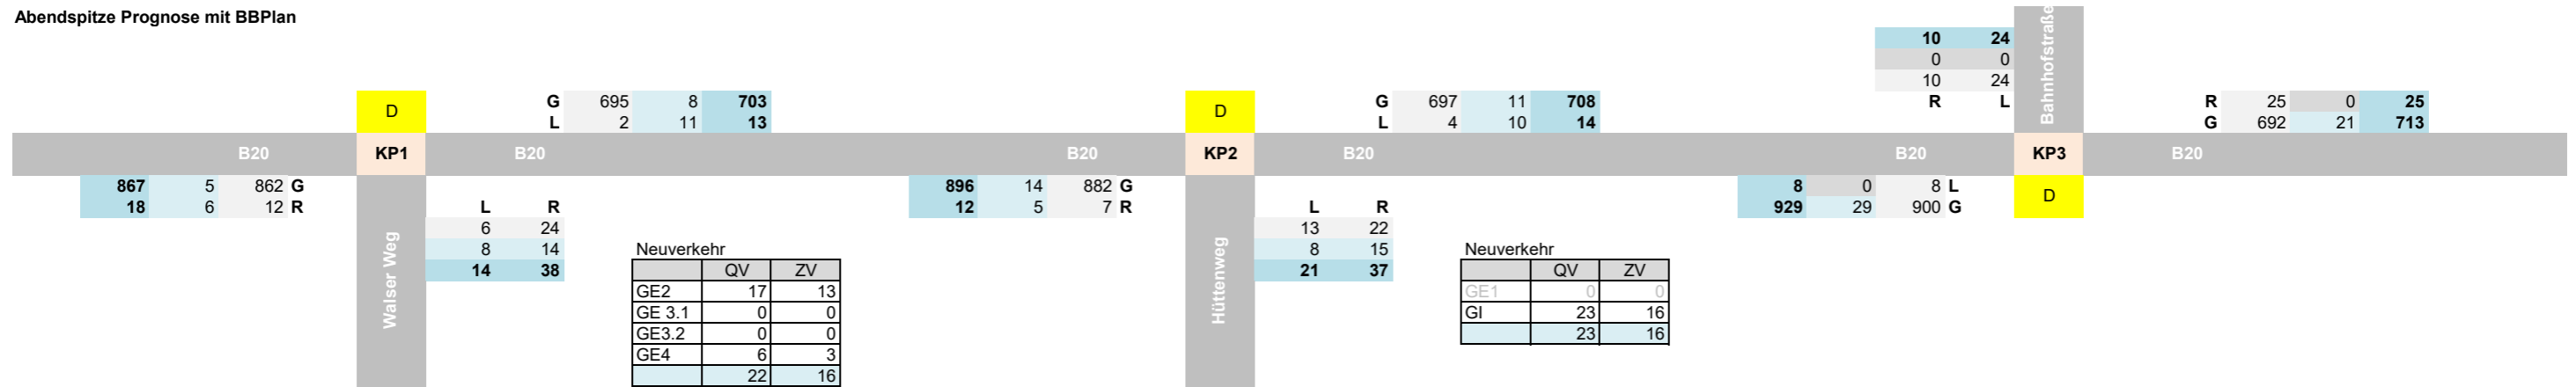 Abendspitze Prognose mit BBPlan
10 24
0 0
10 24
R L
Bahnhofstraße
D
G 695 8 703
L 2 11 13
D
G 697 11 708
L 4 10 14
R 25 0 25
G 692 21 713
B20 KP1 B20 B20 KP2 B20 B20 KP3 B20
867 5 862 G
18 6 12 R
896 14 882 G
12 5 7 R
8 0 8 L
929 29 900 G
D
Walser Weg
L R
6 24
8 14
14 38
Neuverkehr
QV ZV
GE2 17 13
GE 3.1 0 0
GE3.2 0 0
GE4 6 3
22 16
Hüttenweg
L R
13 22
8 15
21 37
Neuverkehr
QV ZV
GE1 0 0
GI 23 16
23 16